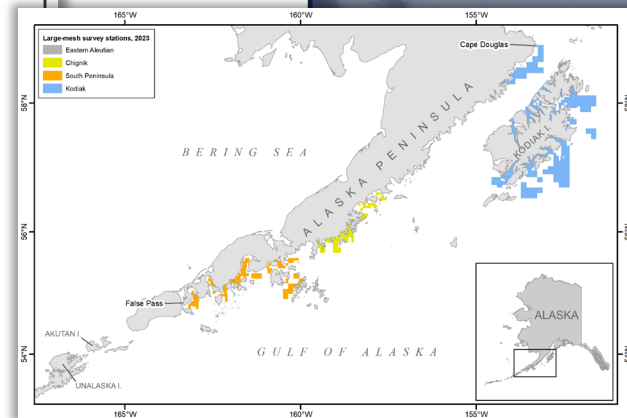 165°W
160°W
155°W
Large-mesh survey stations, 2023
Eastern Aleutian
Chignik
South Peninsula
Kodiak
Cape Douglas
58°N
BERING SEA
ALASKA PENINSULA
KODIAK I.
56°N
56°N
False Pass
ALASKA
AKUTAN I.
GULF OF ALASKA
54°N
UNALASKA I.
165°W
160°W
155°W